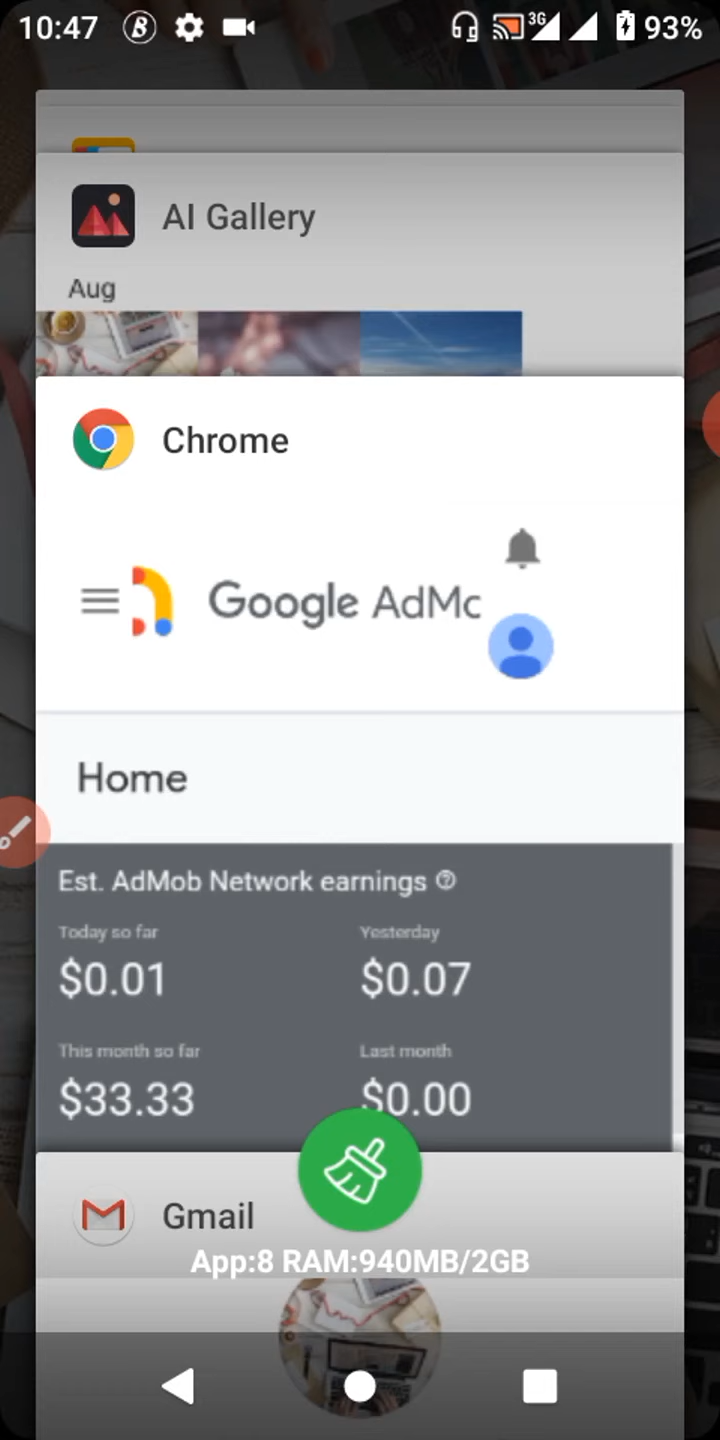 10:47 3G 93%
AI Gallery
Aug
Chrome
Google AdMc
Home
Est. AdMob Network earnings
Today so far Yesterday
$0.01 $0.07
This month so far Last month
$33.33 $0.00
Gmail
App:8 RAM:940MB/2GB